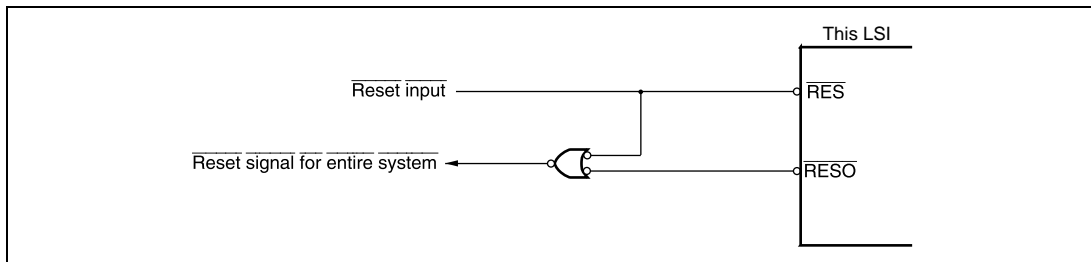 This LSI
Reset input
RES
Reset signal for entire system
RESO